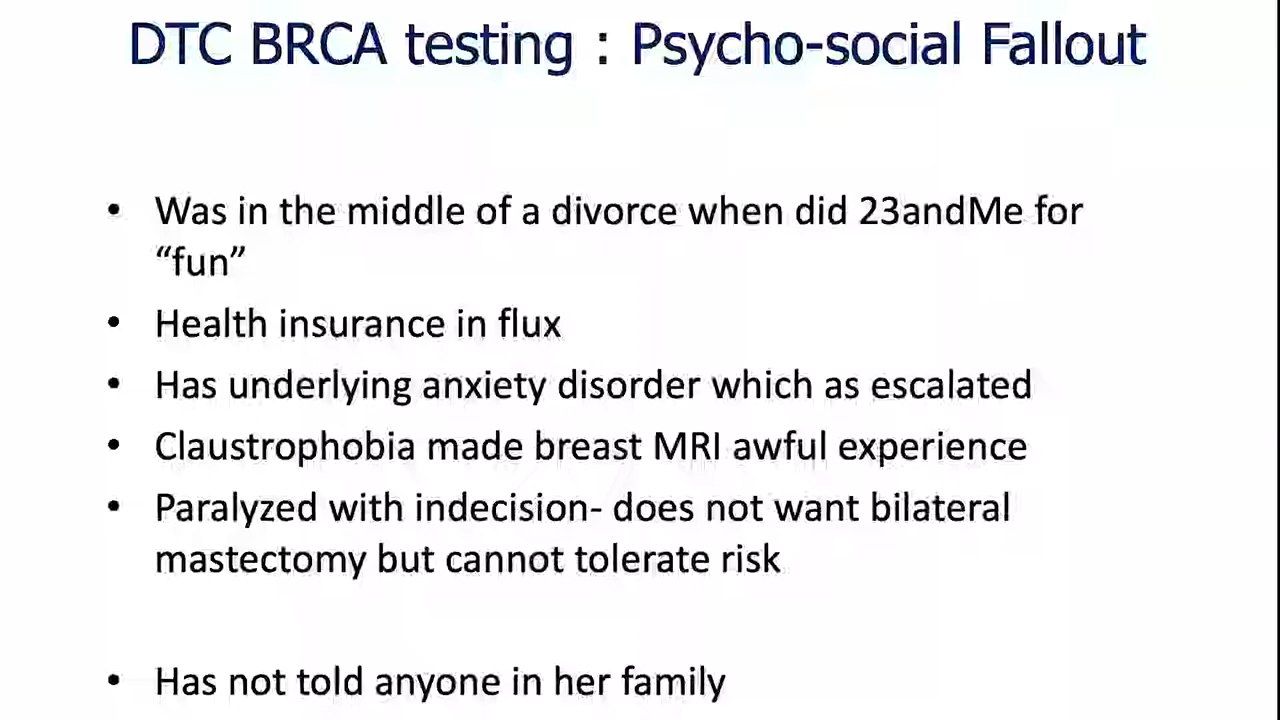 DTC BRCA testing : Psycho-social Fallout
• Was in the middle of a divorce when did 23andMe for
“fun”
• Health insurance in flux
• Has underlying anxiety disorder which as escalated
• Claustrophobia made breast MRI awful experience
• Paralyzed with indecision- does not want bilateral
mastectomy but cannot tolerate risk
• Has not told anyone in her family